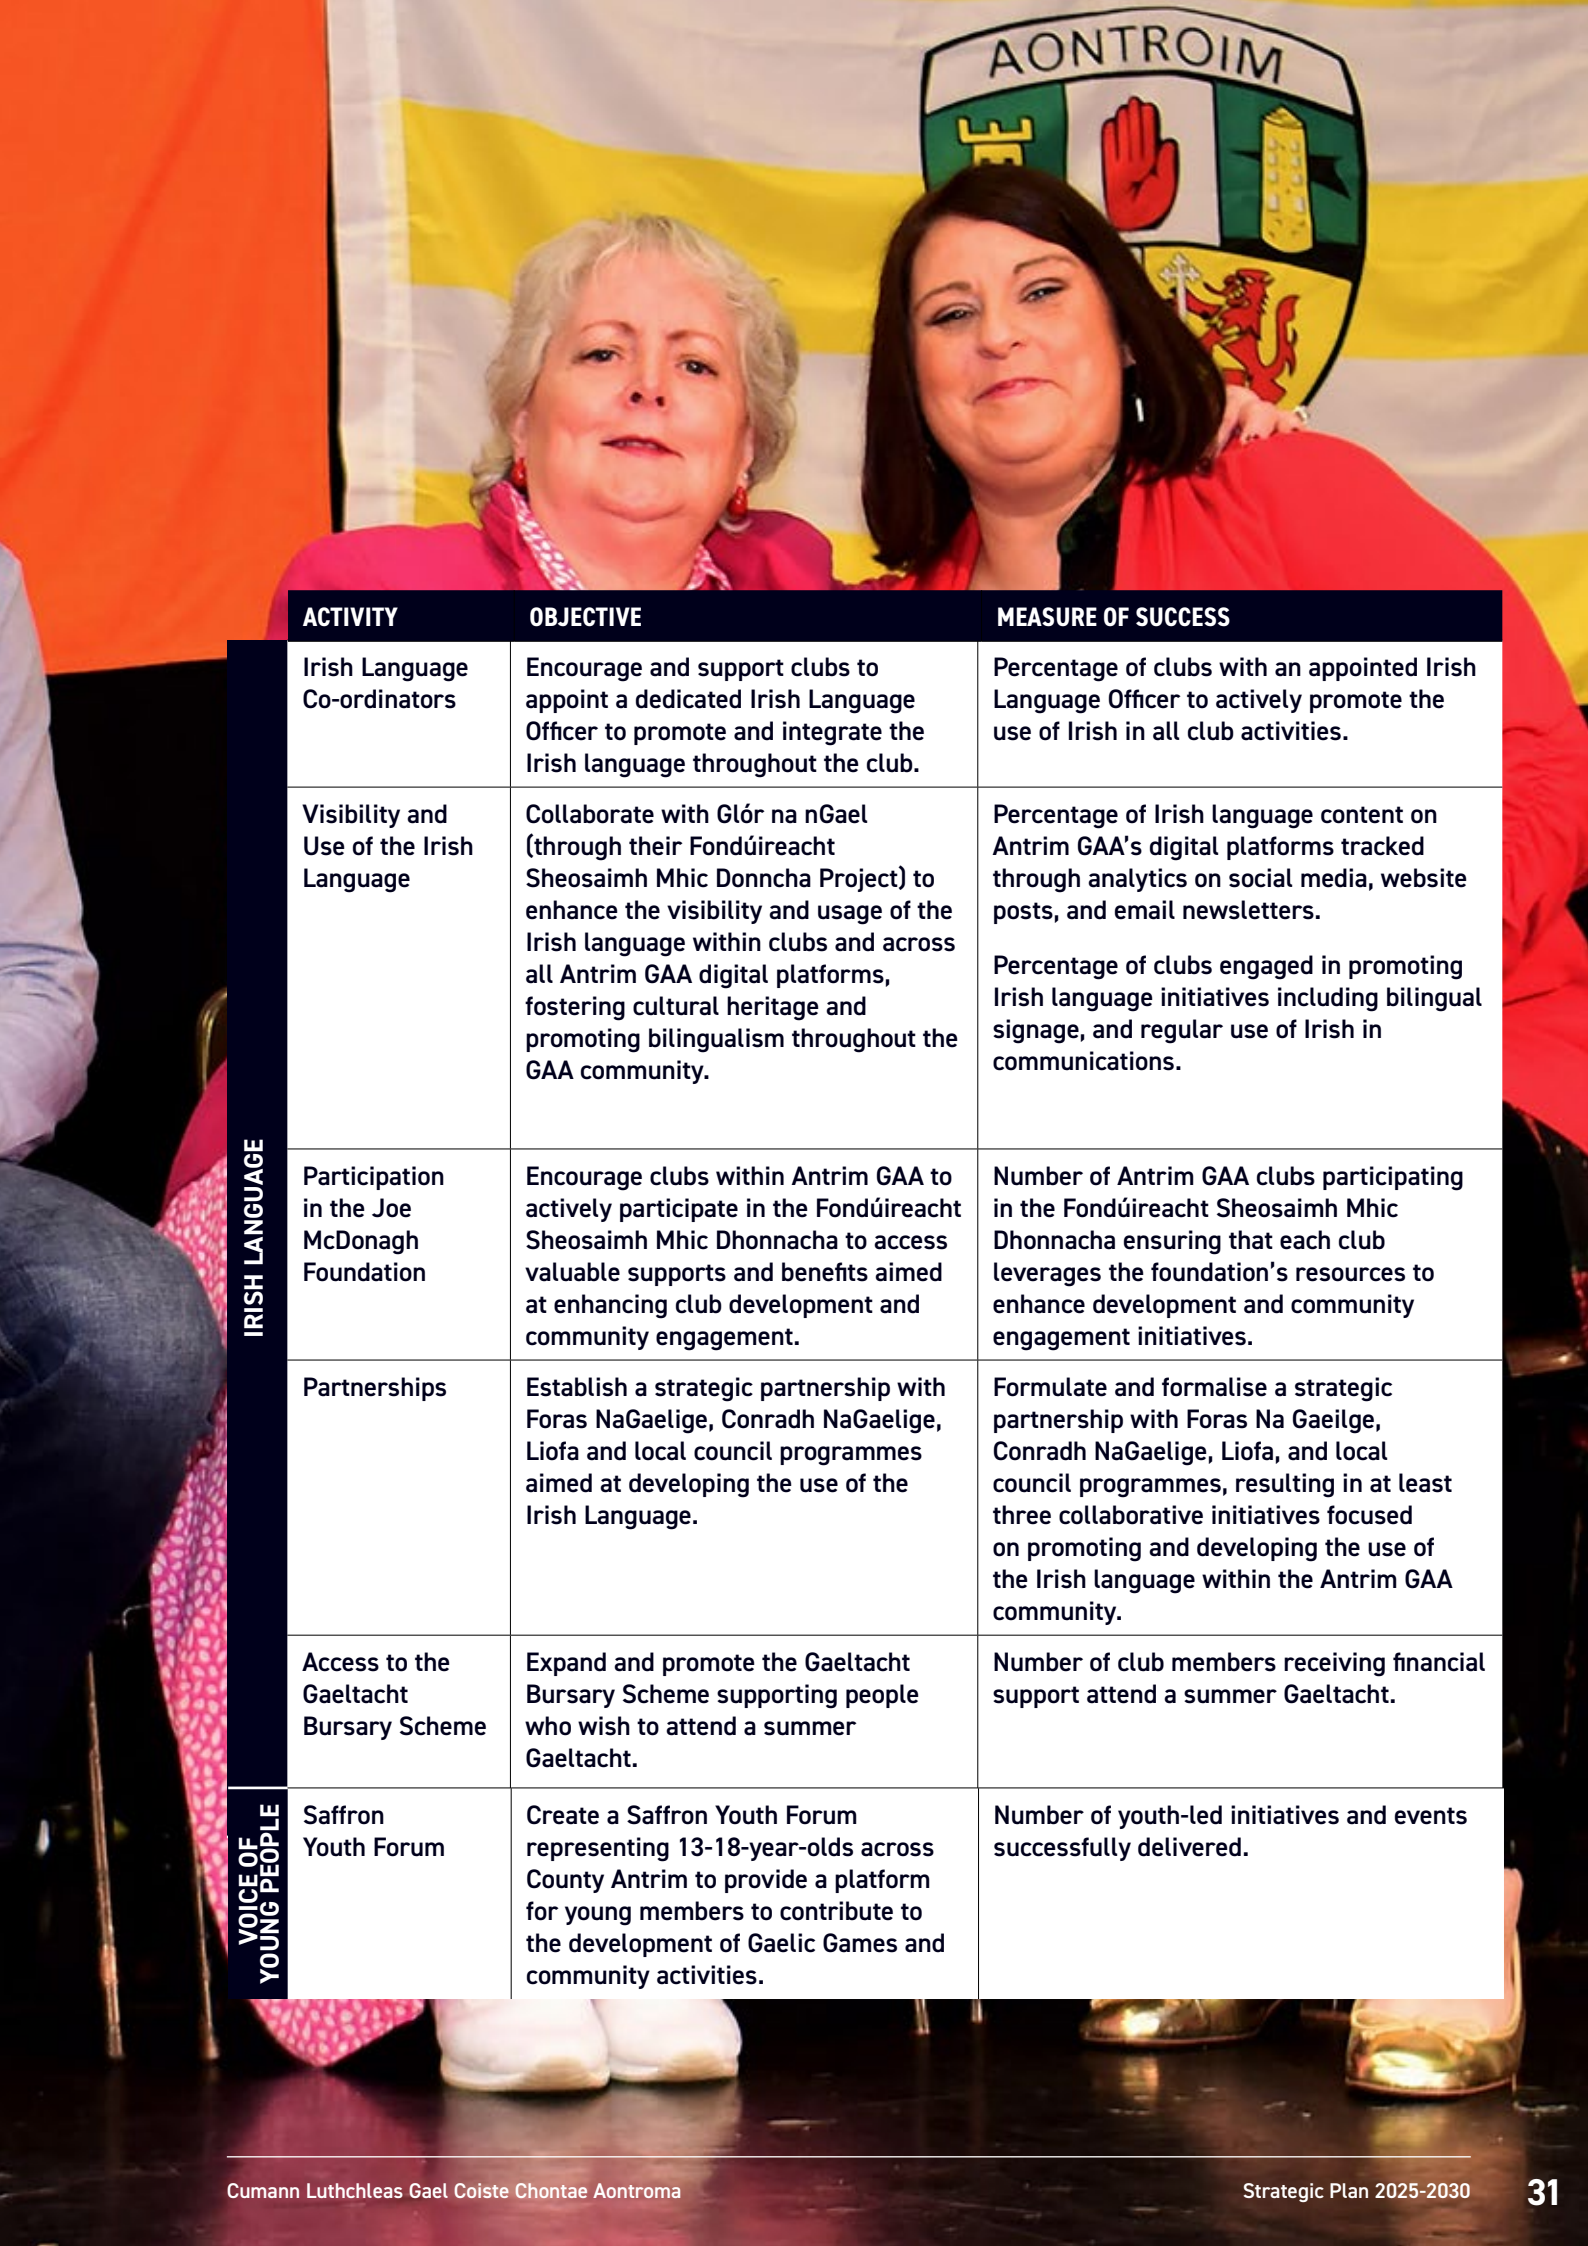 AONTROIM
ACTIVITY
OBJECTIVE
MEASURE OF SUCCESS
IRISH LANGUAGE
Irish Language
Co-ordinators
Encourage and support clubs to
appoint a dedicated Irish Language
Officer to promote and integrate the
Irish language throughout the club.
Percentage of clubs with an appointed Irish
Language Officer to actively promote the
use of Irish in all club activities.
Visibility and
Use of the Irish
Language
Collaborate with Glór na nGael
(through their Fondúireacht
Sheosaimh Mhic Donncha Project) to
enhance the visibility and usage of the
Irish language within clubs and across
all Antrim GAA digital platforms,
fostering cultural heritage and
promoting bilingualism throughout the
GAA community.
Percentage of Irish language content on
Antrim GAA’s digital platforms tracked
through analytics on social media, website
posts, and email newsletters.
Percentage of clubs engaged in promoting
Irish language initiatives including bilingual
signage, and regular use of Irish in
communications.
Participation
in the Joe
McDonagh
Foundation
Encourage clubs within Antrim GAA to
actively participate in the Fondúireacht
Sheosaimh Mhic Dhonnacha to access
valuable supports and benefits aimed
at enhancing club development and
community engagement.
Number of Antrim GAA clubs participating
in the Fondúireacht Sheosaimh Mhic
Dhonnacha ensuring that each club
leverages the foundation’s resources to
enhance development and community
engagement initiatives.
Partnerships
Establish a strategic partnership with
Foras NaGaelige, Conradh NaGaelige,
Liofa and local council programmes
aimed at developing the use of the
Irish Language.
Formulate and formalise a strategic
partnership with Foras Na Gaeilge,
Conradh NaGaelige, Liofa, and local
council programmes, resulting in at least
three collaborative initiatives focused
on promoting and developing the use of
the Irish language within the Antrim GAA
community.
Access to the
Gaeltacht
Bursary Scheme
Expand and promote the Gaeltacht
Bursary Scheme supporting people
who wish to attend a summer
Gaeltacht.
Number of club members receiving financial
support attend a summer Gaeltacht.
VOICE OF
YOUNG PEOPLE
Saffron
Youth Forum
Create a Saffron Youth Forum
representing 13-18-year-olds across
County Antrim to provide a platform
for young members to contribute to
the development of Gaelic Games and
community activities.
Number of youth-led initiatives and events
successfully delivered.
Cumann Luthchleas Gael Coiste Chontae Aontroma
Strategic Plan 2025-2030
31